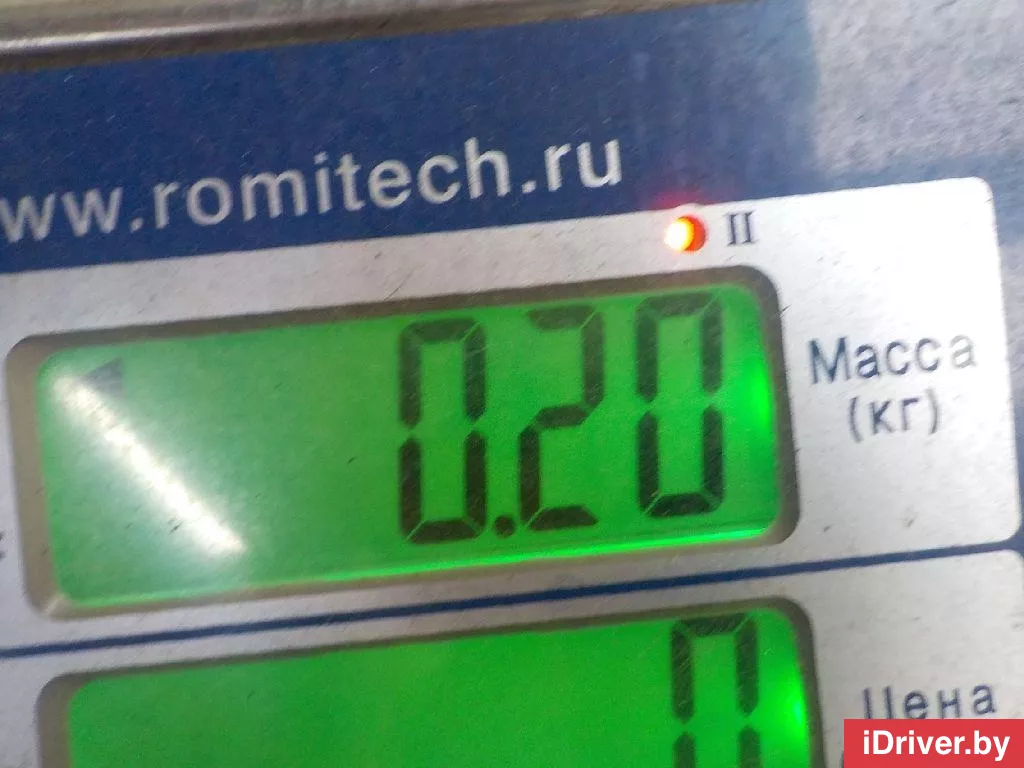 ww.romitech.ru
II
0.20
Масса
(кг)
0
Цена
iDriver.by